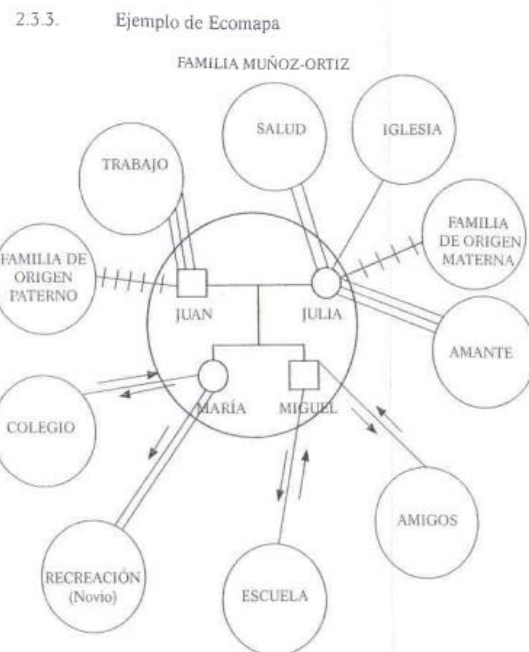 2.3.3. Ejemplo de Ecomapa
FAMILIA MUÑOZ-ORTIZ
SALUD
IGLESIA
TRABAJO
FAMILIA
DE ORIGEN
MATERNA
FAMILIA DE
ORIGEN
PATERNO
JUAN
JULIA
AMANTE
MARÍA
MIGUEL
COLEGIO
AMIGOS
RECREACIÓN
(Novio)
ESCUELA